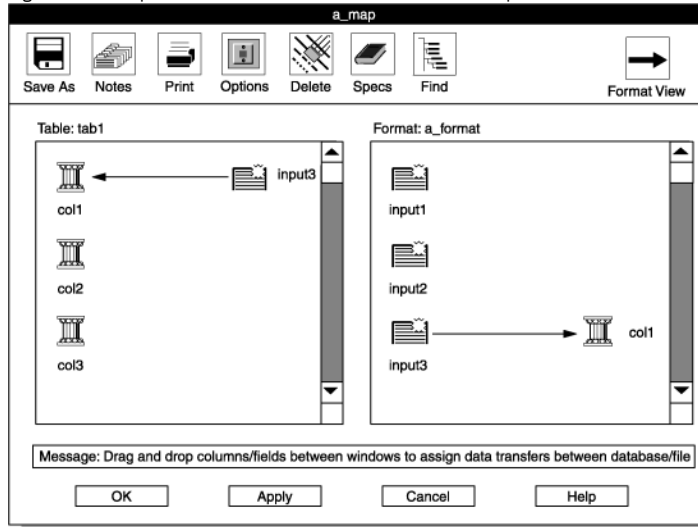 a_map
Save As Notes Print Options Delete Specs Find Format View
Table: tab1
input3
col1
col2
col3
Format: a_format
input1
input2
col1
input3
Message: Drag and drop columns/fields between windows to assign data transfers between database/file
OK Apply Cancel Help